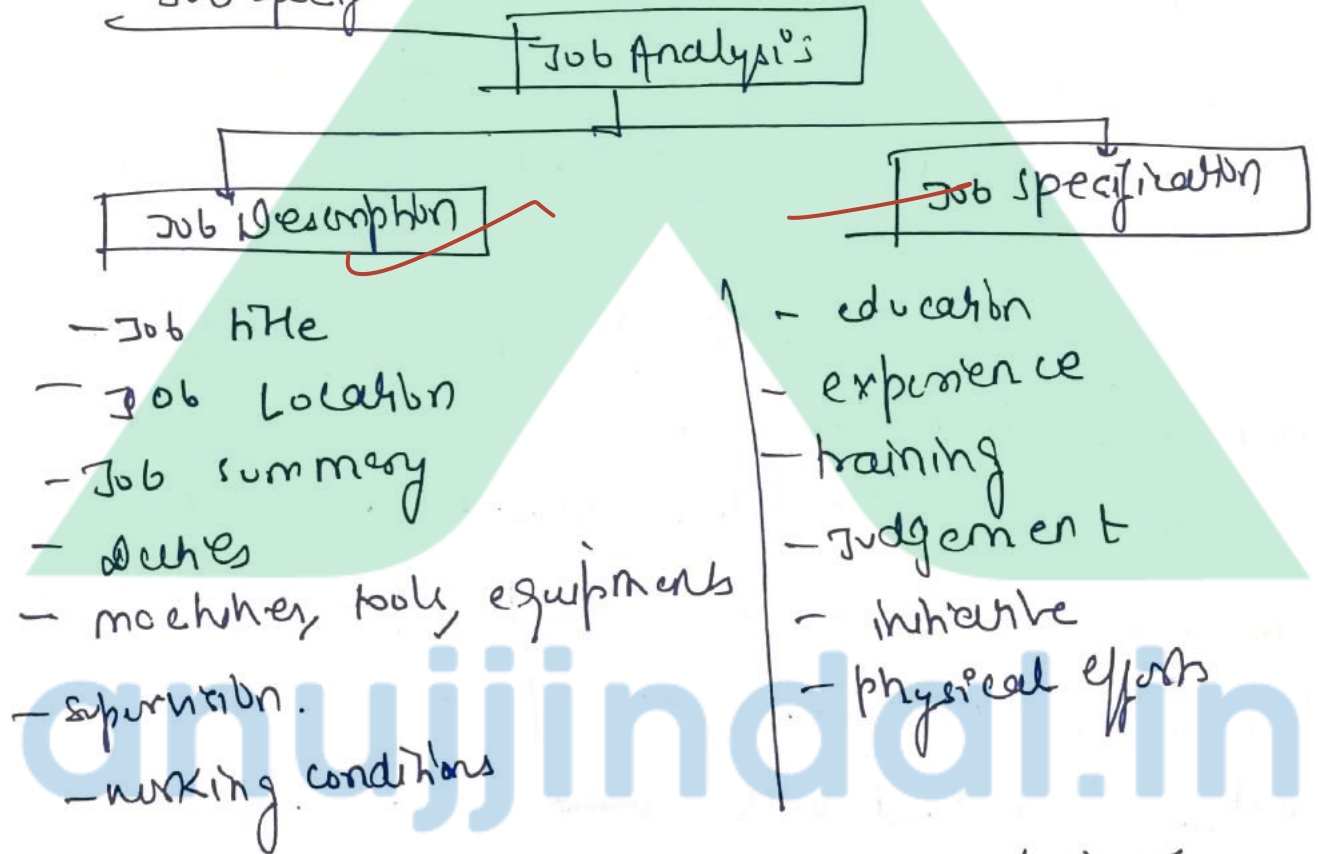 Job
Job Analysis
Job Description
Job Specification
- Job title
- Job Location
- Job summary
- Duties
- machines, tools, equipments
- supervision.
- working conditions
- education
- experience
- training
- Judgement
- initiative
- physical efforts
anujjindal.in